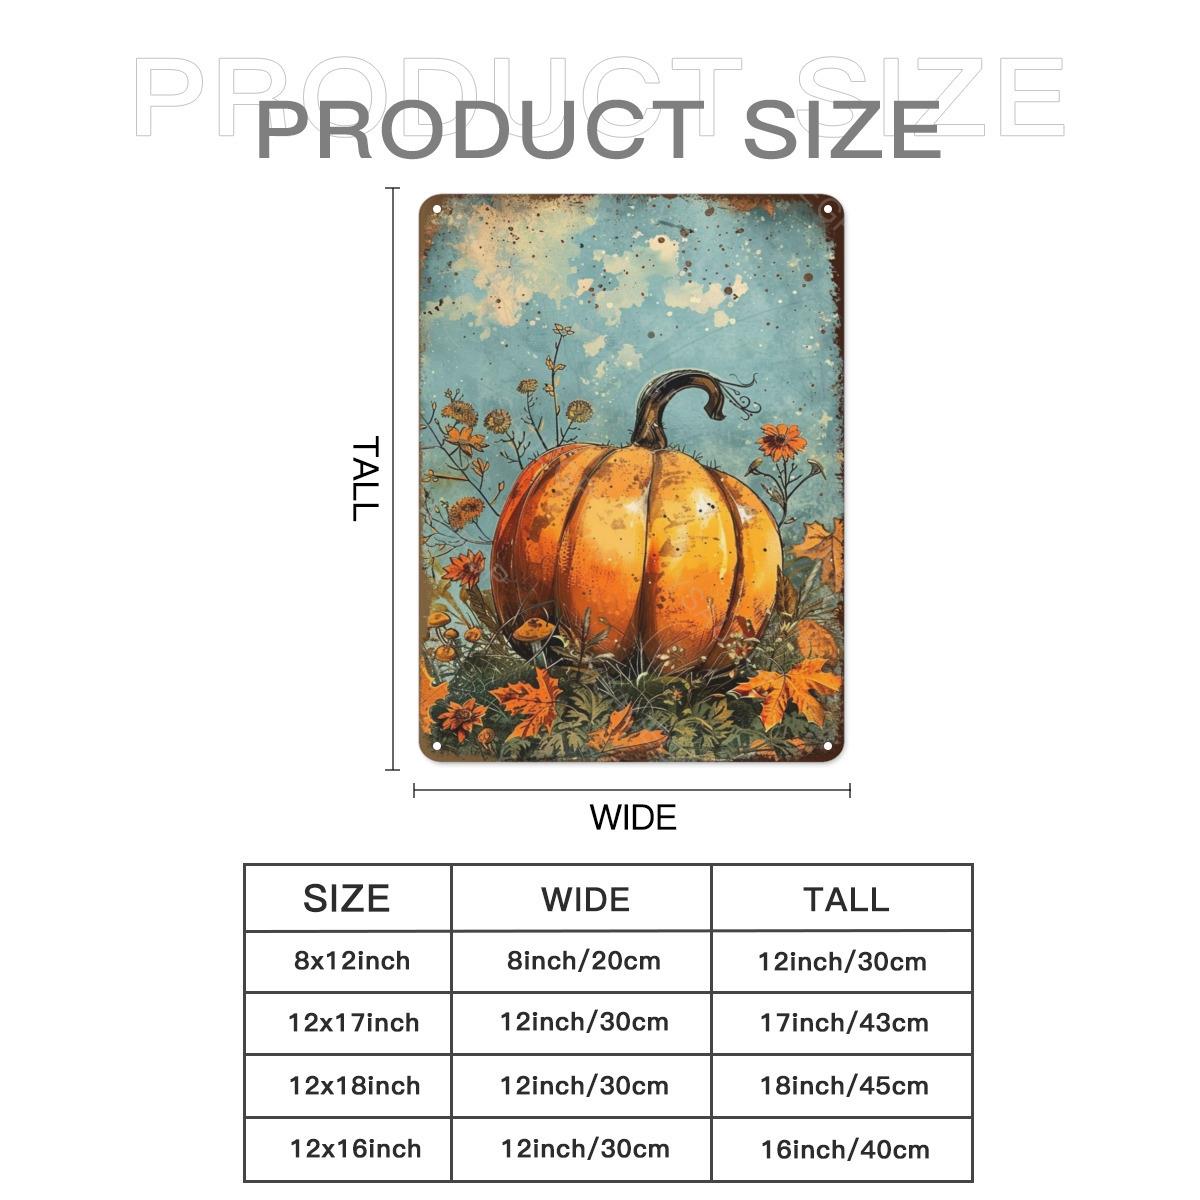 PRODUCT SIZE
PRODUCT SIZE
TALL
WIDE
SIZE WIDE TALL
8x12inch 8inch/20cm 12inch/30cm
12x17inch 12inch/30cm 17inch/43cm
12x18inch 12inch/30cm 18inch/45cm
12x16inch 12inch/30cm 16inch/40cm